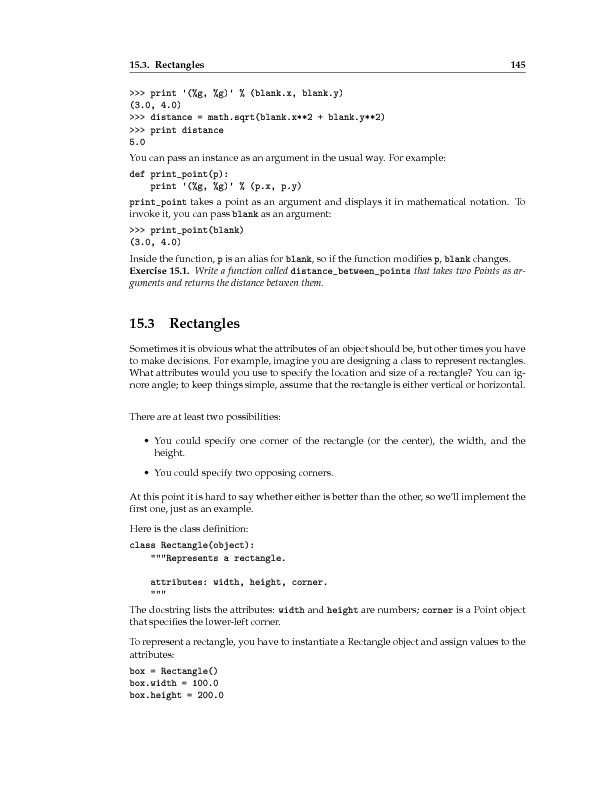 15.3. Rectangles 145
>>> print '(%g, %g)' % (blank.x, blank.y)
(3.0, 4.0)
>>> distance = math.sqrt(blank.x**2 + blank.y**2)
>>> print distance
5.0
You can pass an instance as an argument in the usual way. For example:
def print_point(p):
    print '(%g, %g)' % (p.x, p.y)
print_point takes a point as an argument and displays it in mathematical notation. To
invoke it, you can pass blank as an argument:
>>> print_point(blank)
(3.0, 4.0)
Inside the function, p is an alias for blank, so if the function modifies p, blank changes.
Exercise 15.1. Write a function called distance_between_points that takes two Points as ar-
guments and returns the distance between them.
15.3 Rectangles
Sometimes it is obvious what the attributes of an object should be, but other times you have
to make decisions. For example, imagine you are designing a class to represent rectangles.
What attributes would you use to specify the location and size of a rectangle? You can ig-
nore angle; to keep things simple, assume that the rectangle is either vertical or horizontal.
There are at least two possibilities:
• You could specify one corner of the rectangle (or the center), the width, and the
height.
• You could specify two opposing corners.
At this point it is hard to say whether either is better than the other, so we'll implement the
first one, just as an example.
Here is the class definition:
class Rectangle(object):
    """Represents a rectangle.
    attributes: width, height, corner.
    """
The docstring lists the attributes: width and height are numbers; corner is a Point object
that specifies the lower-left corner.
To represent a rectangle, you have to instantiate a Rectangle object and assign values to the
attributes:
box = Rectangle()
box.width = 100.0
box.height = 200.0